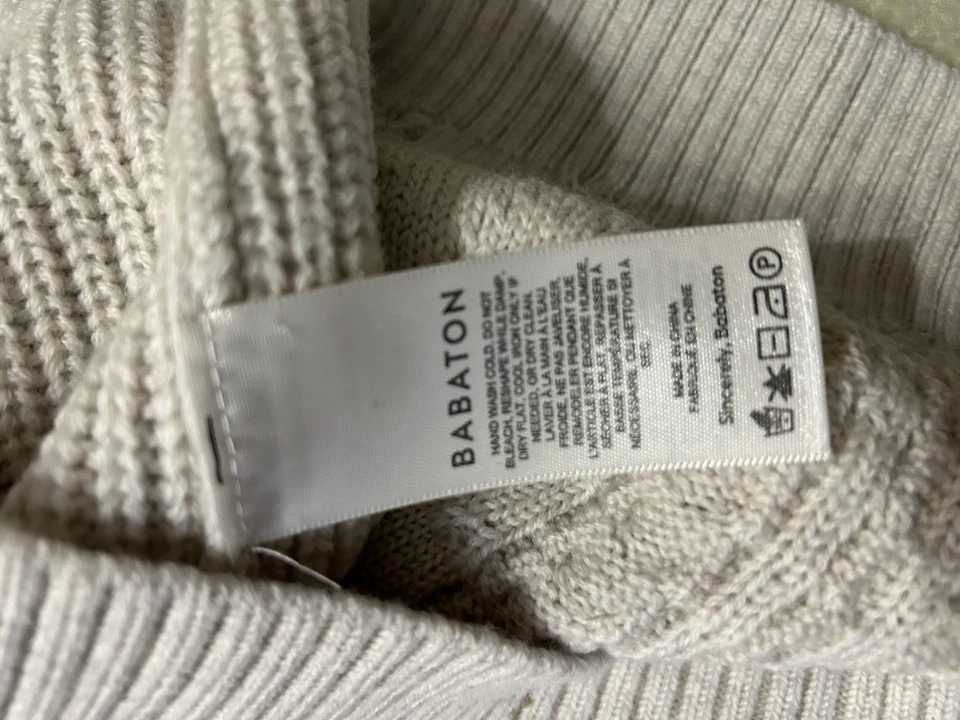 BABATON
HAND WASH COLD. DO NOT
BLEACH. RESHAPE WHILE DAMP.
DRY FLAT. COOL IRON ONLY IF
NEEDED. OR DRY CLEAN.
LAVER À LA MAIN À L'EAU
FROIDE. NE PAS JAVELLISER.
REMODELER PENDANT QUE
L'ARTICLE EST ENCORE HUMIDE.
SÉCHER À PLAT ET REPASSER À
BASSE TEMPÉRATURE SI
NÉCESSAIRE. OU NETTOYER À
SEC.
MADE IN CHINA
FABRIQUÉ EN CHINE
Sincerely, Babaton
P